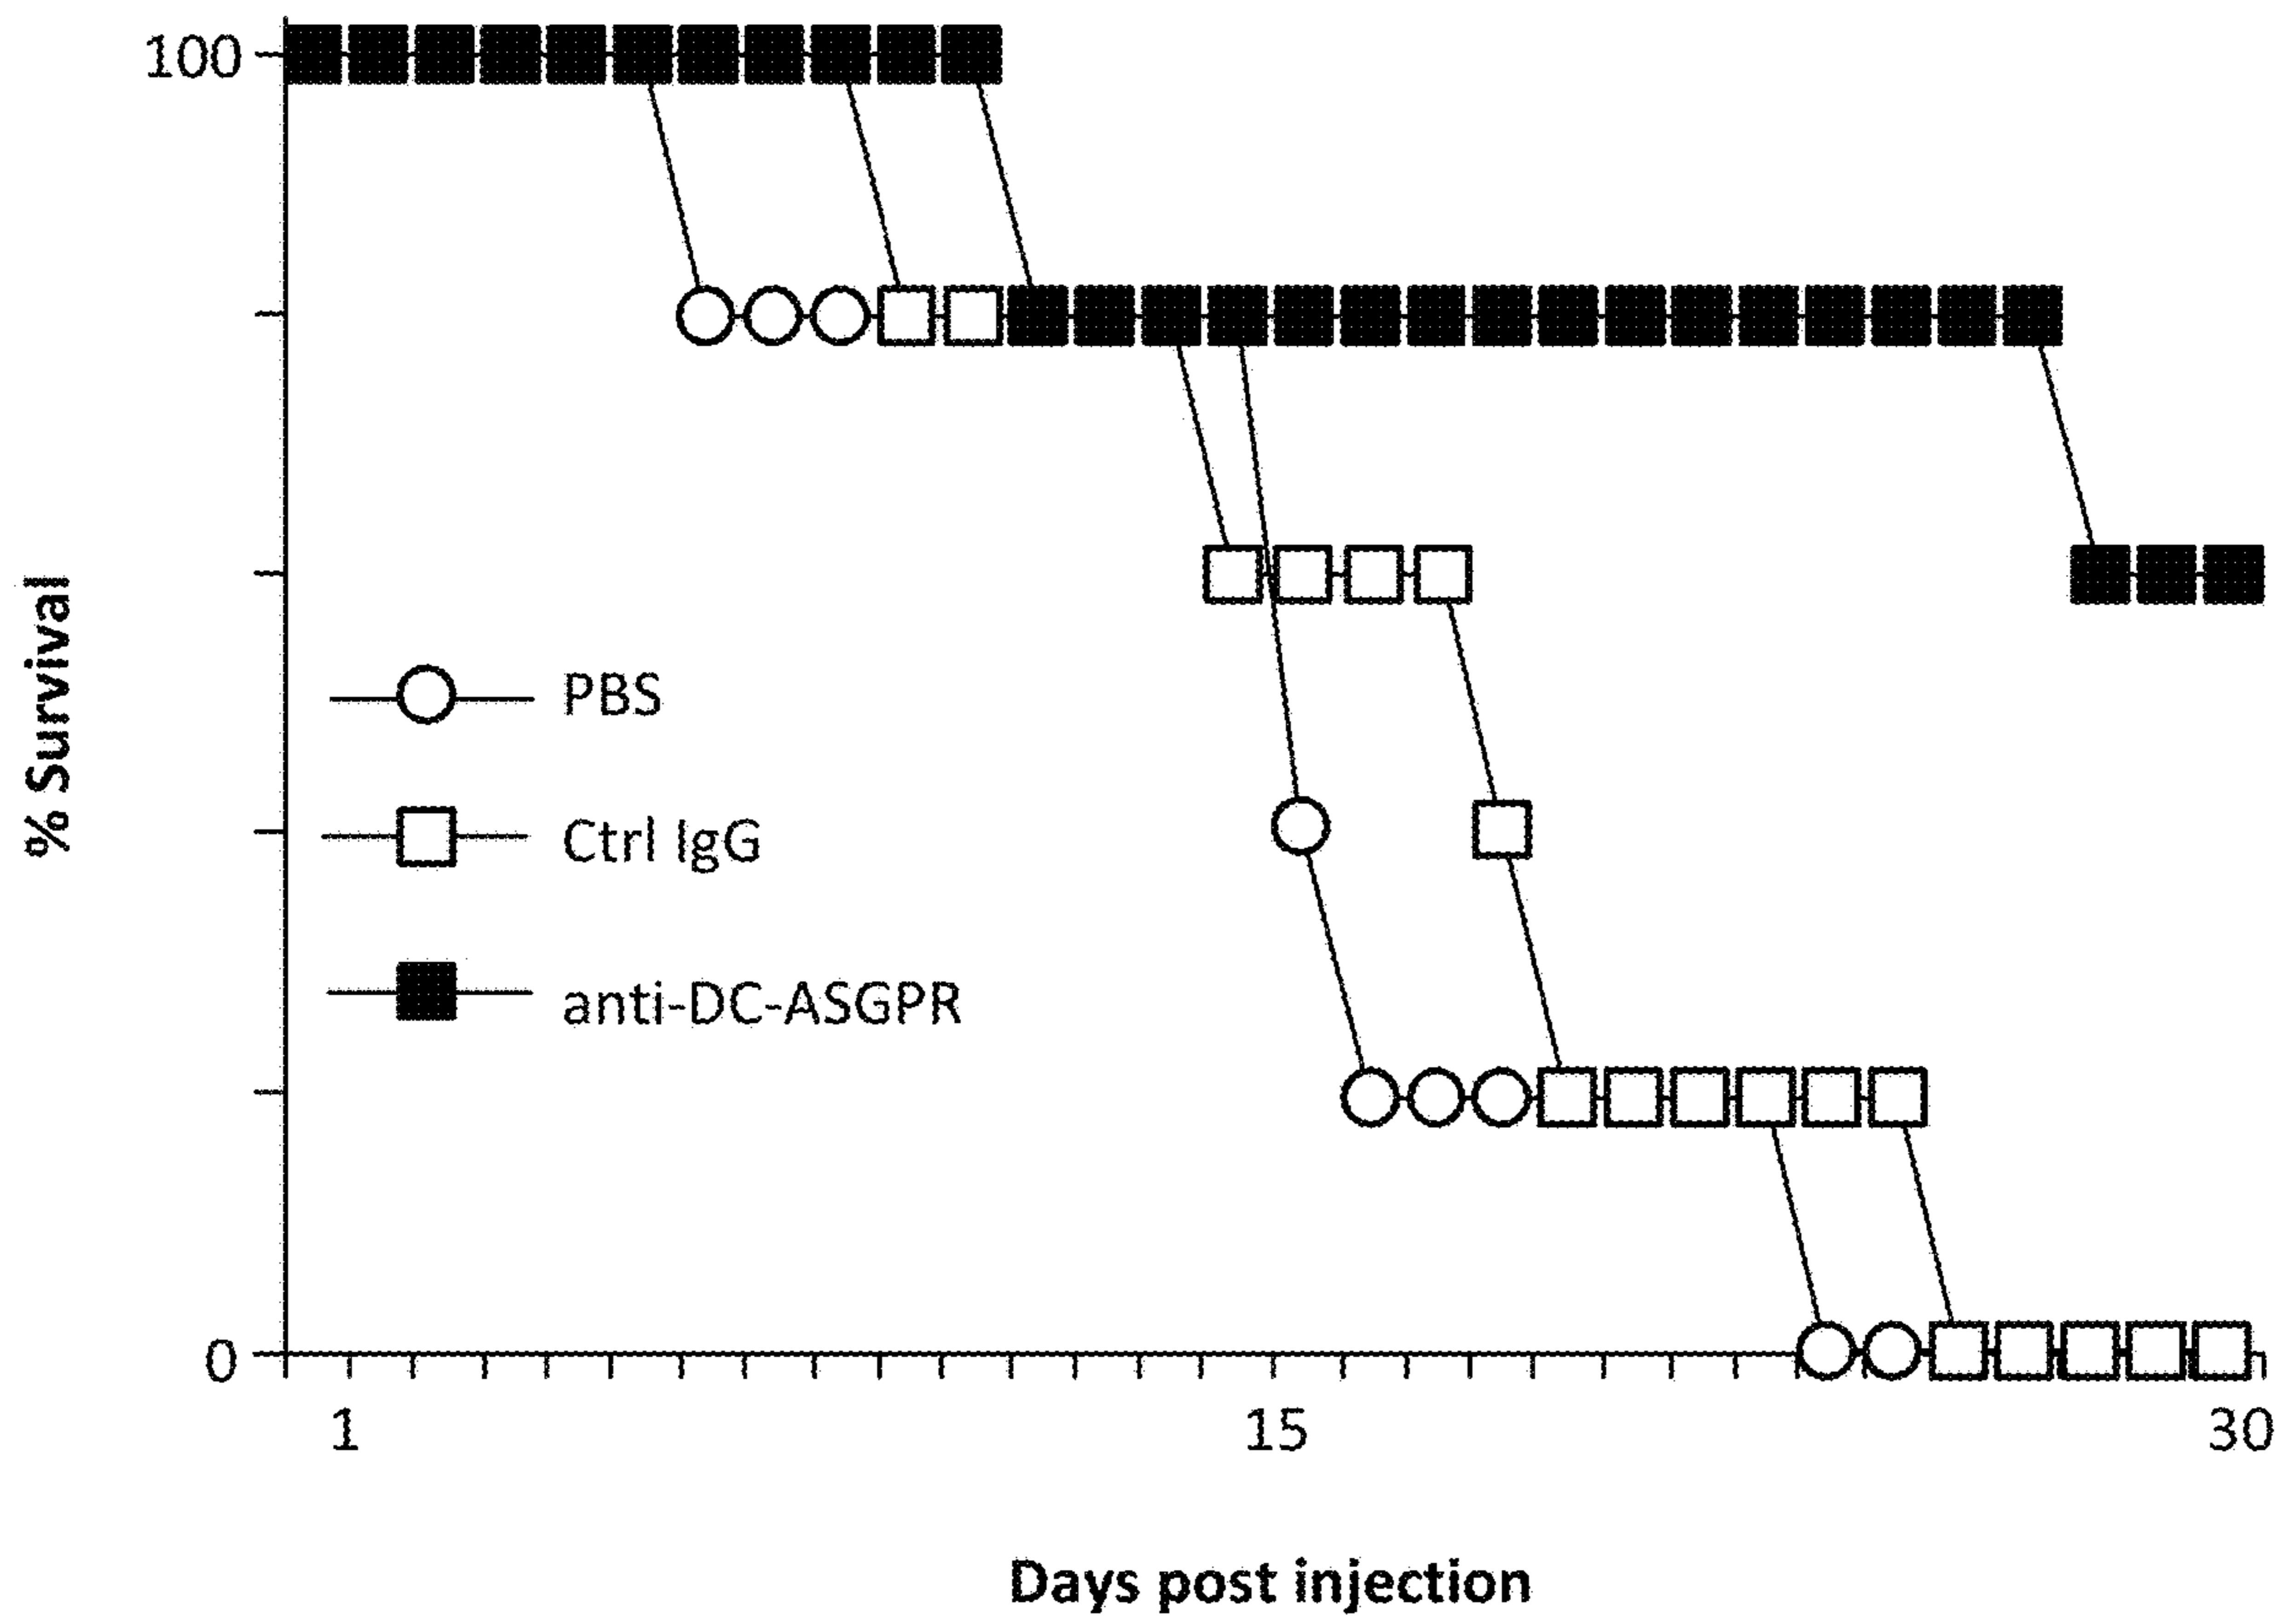 100
% Survival
PBS
Ctrl IgG
anti-DC-ASGPR
0
1 15 30
Days post injection